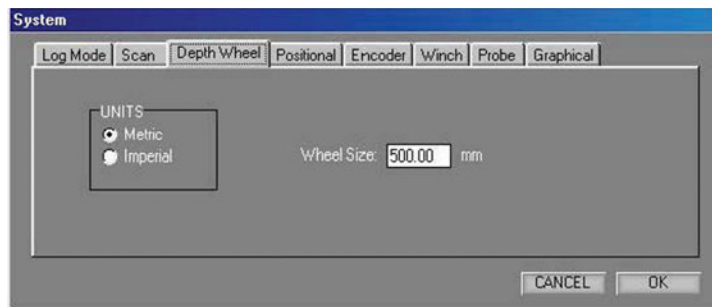 System
Log Mode Scan Depth Wheel Positional Encoder Winch Probe Graphical
UNITS
Metric
Imperial
Wheel Size: 500.00 mm
CANCEL OK